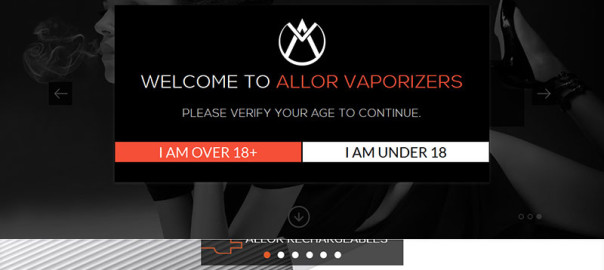 WELCOME TO ALLOR VAPORIZERS
PLEASE VERIFY YOUR AGE TO CONTINUE.
I AM OVER 18+
I AM UNDER 18
ALLOR RECHARGEABLES